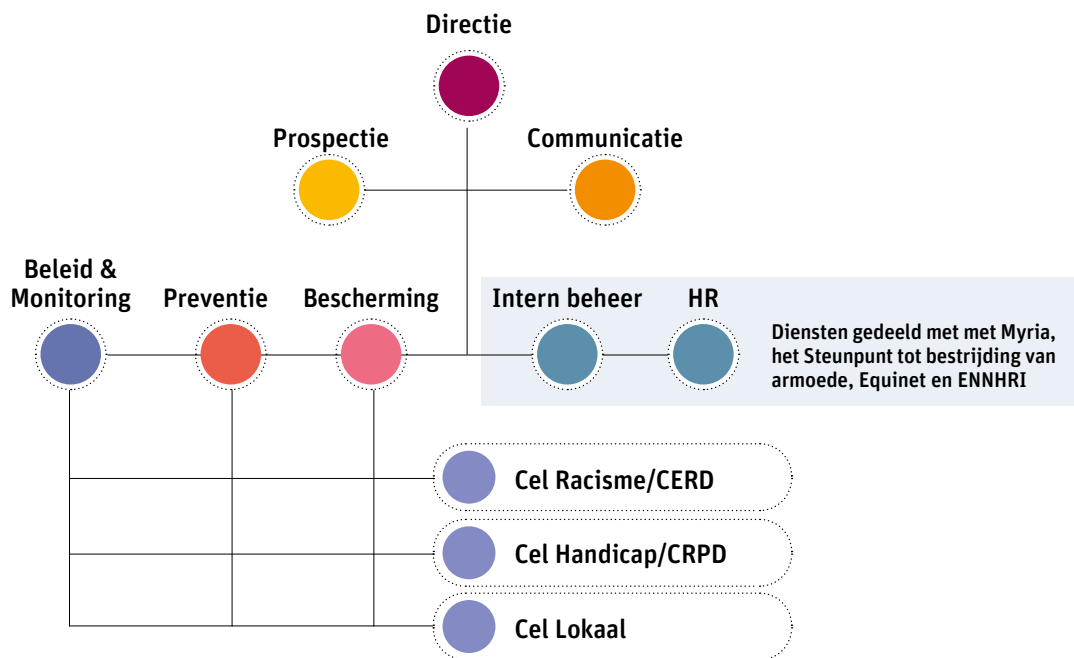 Directie
Prospectie
Communicatie
Beleid &
Monitoring
Preventie
Bescherming
Intern beheer
HR
Diensten gedeeld met met Myria,
het Steunpunt tot bestrijding van
armoede, Equinet en ENNHRI
Cel Racisme/CERD
Cel Handicap/CRPD
Cel Lokaal